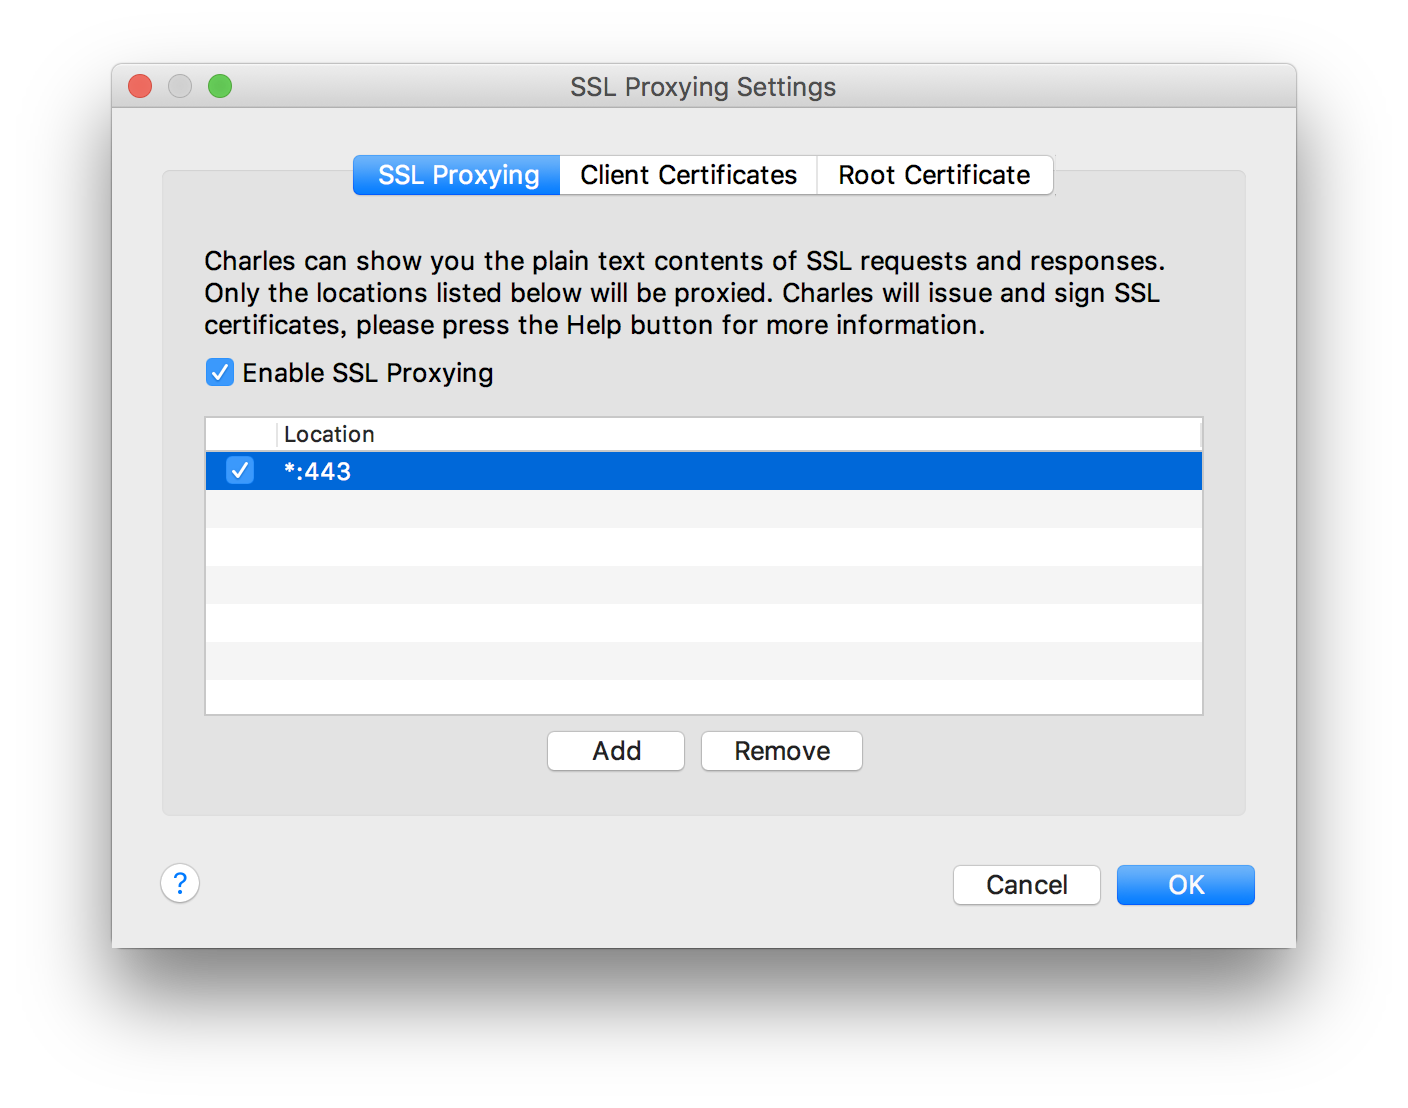 SSL Proxying Settings
SSL Proxying Client Certificates Root Certificate
Charles can show you the plain text contents of SSL requests and responses.
Only the locations listed below will be proxied. Charles will issue and sign SSL
certificates, please press the Help button for more information.
Enable SSL Proxying
Location
*:443
Add Remove
? Cancel OK